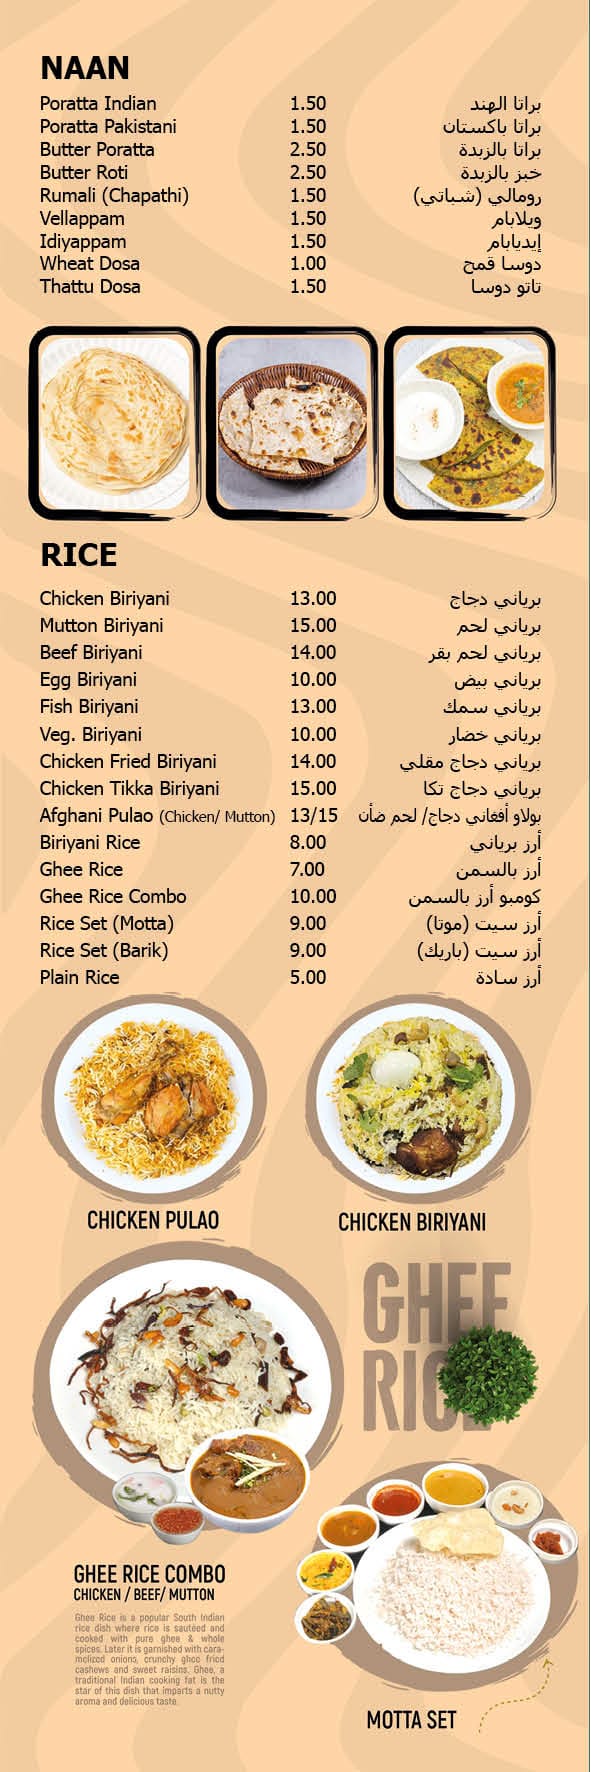 NAAN
Poratta Indian 1.50 براتا الهند
Poratta Pakistani 1.50 براتا باكستان
Butter Poratta 2.50 براتا بالزبدة
Butter Roti 2.50 خبز بالزبدة
Rumali (Chapathi) 1.50 رومالي (شباتي)
Vellappam 1.50 ويلابام
Idiyappam 1.50 إيديابام
Wheat Dosa 1.00 دوسا قمح
Thattu Dosa 1.50 تاتو دوسا
RICE
Chicken Biriyani 13.00 برياني دجاج
Mutton Biriyani 15.00 برياني لحم
Beef Biriyani 14.00 برياني لحم بقر
Egg Biriyani 10.00 برياني بيض
Fish Biriyani 13.00 برياني سمك
Veg. Biriyani 10.00 برياني خضار
Chicken Fried Biriyani 14.00 برياني دجاج مقلي
Chicken Tikka Biriyani 15.00 برياني دجاج تكا
Afghani Pulao (Chicken/ Mutton) 13/15 بولاو أفغاني دجاج/ لحم ضأن
Biriyani Rice 8.00 أرز برياني
Ghee Rice 7.00 أرز بالسمن
Ghee Rice Combo 10.00 كومبو أرز بالسمن
Rice Set (Motta) 9.00 أرز سيت (موتا)
Rice Set (Barik) 9.00 أرز سيت (باريك)
Plain Rice 5.00 أرز سادة
CHICKEN PULAO
CHICKEN BIRIYANI
GHEE
RICE
GHEE RICE COMBO
CHICKEN / BEEF/ MUTTON
Ghee Rice is a popular South Indian
rice dish where rice is sautéed and
cooked with pure ghee & whole
spices. Later it is garnished with cara-
melized onions, crunchy ghee fried
cashews and sweet raisins. Ghee, a
traditional Indian cooking fat is the
star of this dish that imparts a nutty
aroma and delicious taste.
MOTTA SET